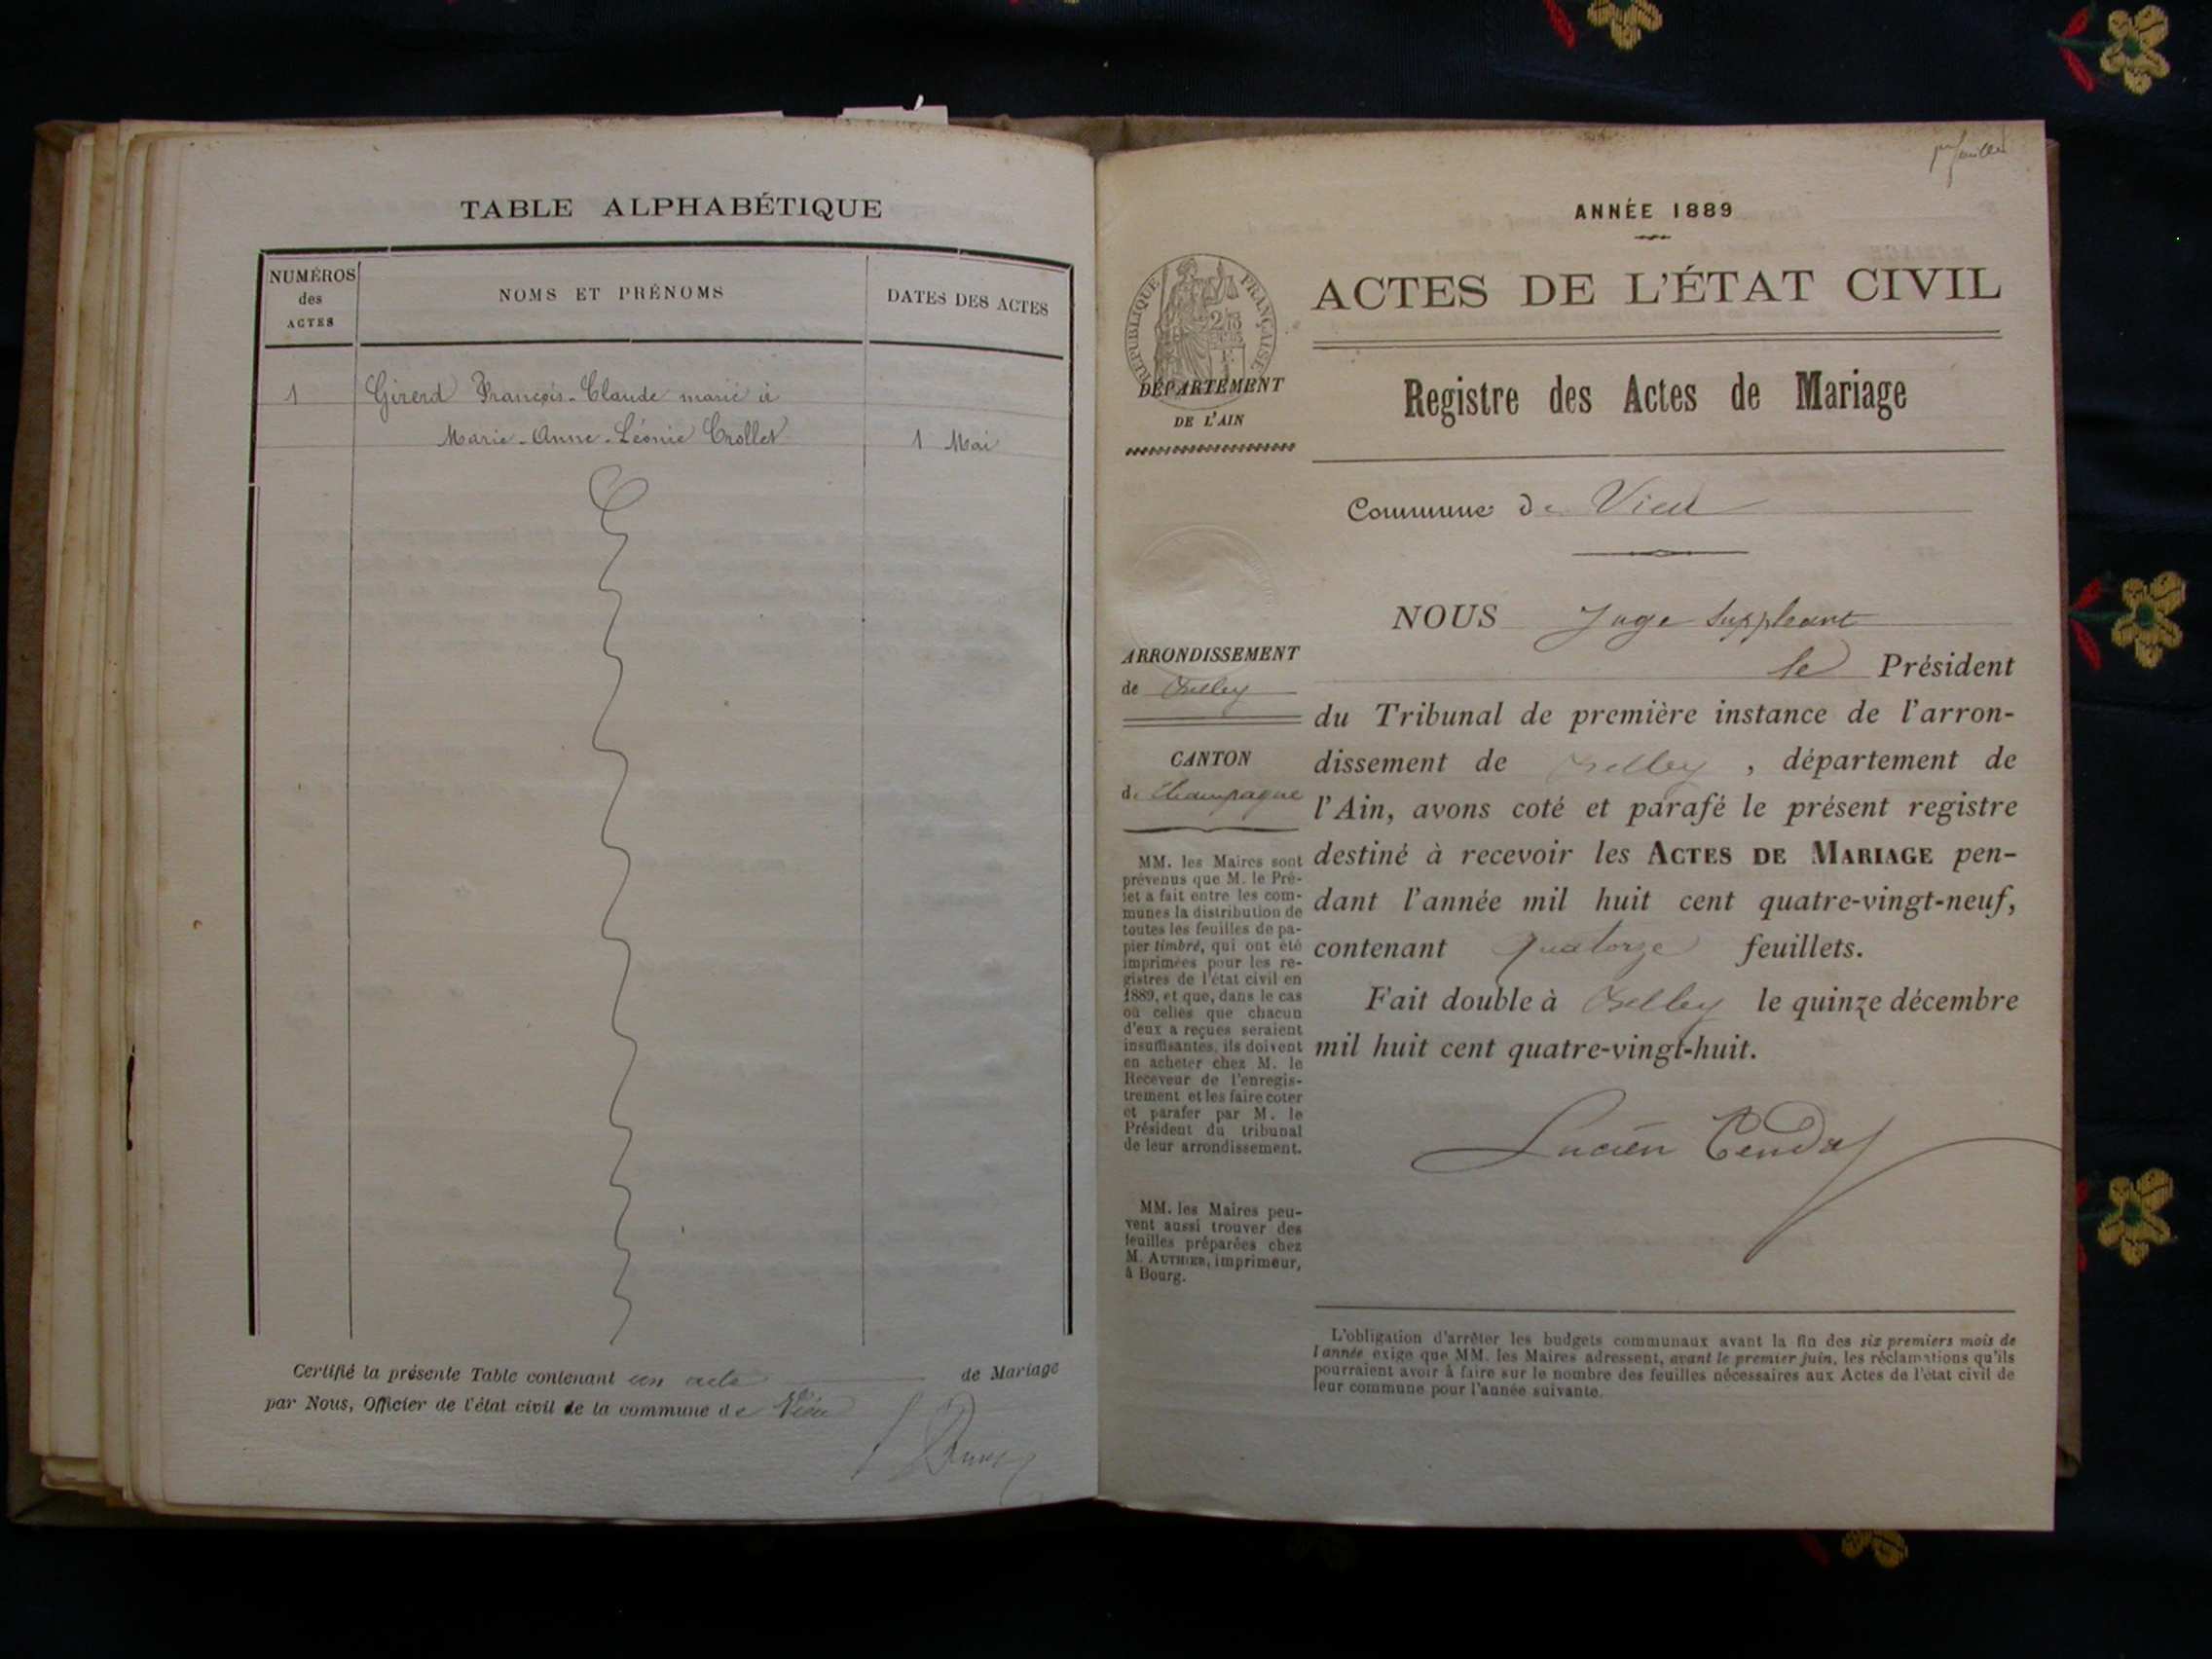 TABLE ALPHABÉTIQUE
NUMÉROS
des
ACTES
NOMS ET PRÉNOMS
DATES DES ACTES
1 Girerd François-Claude marié à
Marie-Anne-Léonie Crollet 1 Mai
Certifié la présente Table contenant un acte de Mariage
par Nous, Officier de l'état civil de la commune de Vieu
ANNÉE 1889
ACTES DE L'ÉTAT CIVIL
RÉPUBLIQUE FRANÇAISE
DÉPARTEMENT
DE L'AIN
Registre des Actes de Mariage
Commune de Vieu
ARRONDISSEMENT
de Belley
CANTON
de Champagne
MM. les Maires sont
prévenus que M. le Pré-
fet a fait entre les com-
munes la distribution de
toutes les feuilles de pa-
pier timbré, qui ont été
imprimées pour les re-
gistres de l'état civil en
1889, et que, dans le cas
où celles que chacun
d'eux a reçues seraient
insuffisantes, ils doivent
en acheter chez M. le
Receveur de l'enregis-
trement et les faire coter
et parafer par M. le
Président du tribunal
de leur arrondissement.
MM. les Maires peu-
vent aussi trouver des
feuilles préparées chez
M. AUTHIER, imprimeur,
à Bourg.
NOUS Juge Suppléant
le Président
du Tribunal de première instance de l'arron-
dissement de Belley, département de
l'Ain, avons coté et parafé le présent registre
destiné à recevoir les ACTES DE MARIAGE pen-
dant l'année mil huit cent quatre-vingt-neuf,
contenant quatorze feuillets.
Fait double à Belley le quinze décembre
mil huit cent quatre-vingt-huit.
Lucien
L'obligation d'arrêter les budgets communaux avant la fin des six premiers mois de
l'année exige que MM. les Maires adressent, avant le premier juin, les réclamations qu'ils
pourraient avoir à faire sur le nombre des feuilles nécessaires aux Actes de l'état civil de
leur commune pour l'année suivante.